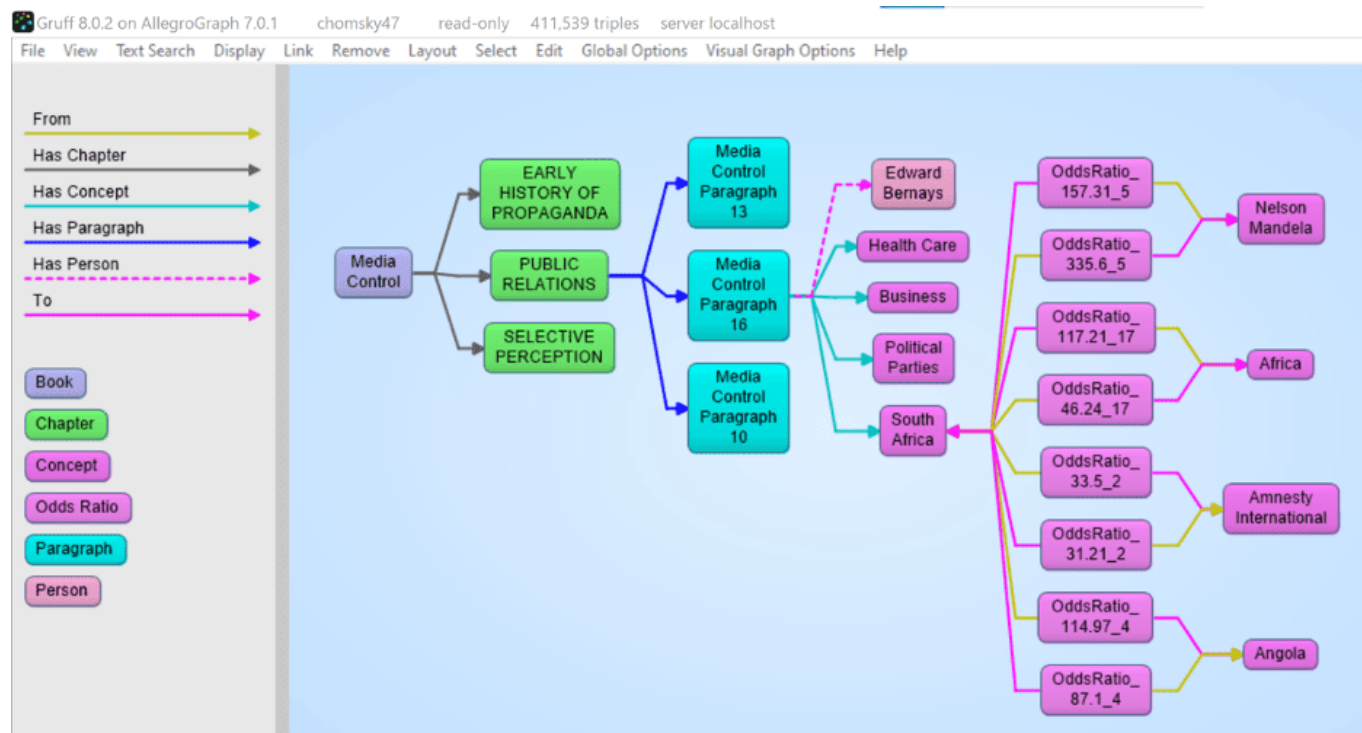 Gruff 8.0.2 on AllegroGraph 7.0.1 chomsky47 read-only 411,539 triples server localhost
File View Text Search Display Link Remove Layout Select Edit Global Options Visual Graph Options Help
From
Has Chapter
Has Concept
Has Paragraph
Has Person
To
Book
Chapter
Concept
Odds Ratio
Paragraph
Person
Media
Control
EARLY
HISTORY OF
PROPAGANDA
PUBLIC
RELATIONS
SELECTIVE
PERCEPTION
Media
Control
Paragraph
13
Media
Control
Paragraph
16
Media
Control
Paragraph
10
Edward
Bernays
Health Care
Business
Political
Parties
South
Africa
OddsRatio_
157.31_5
OddsRatio_
335.6_5
OddsRatio_
117.21_17
OddsRatio_
46.24_17
OddsRatio_
33.5_2
OddsRatio_
31.21_2
OddsRatio_
114.97_4
OddsRatio_
87.1_4
Nelson
Mandela
Africa
Amnesty
International
Angola